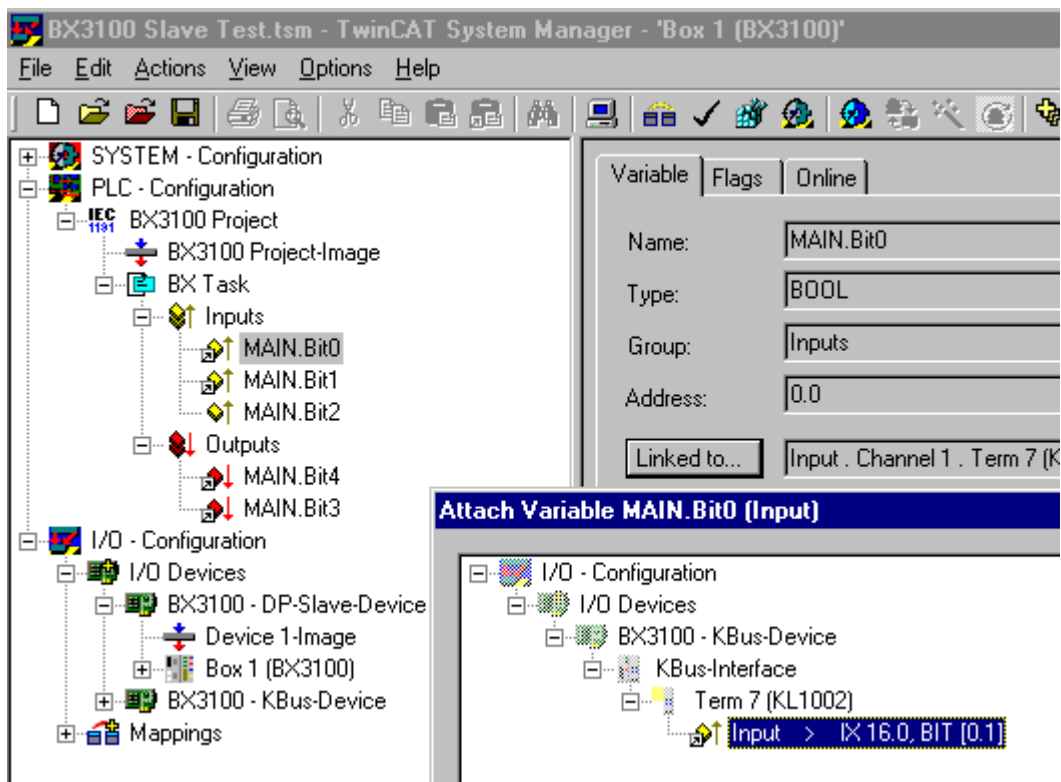 BX3100 Slave Test.tsm - TwinCAT System Manager - 'Box 1 (BX3100)'
File Edit Actions View Options Help
SYSTEM - Configuration
PLC - Configuration
IEC 1131 BX3100 Project
BX3100 Project-Image
BX Task
Inputs
MAIN.Bit0
MAIN.Bit1
MAIN.Bit2
Outputs
MAIN.Bit4
MAIN.Bit3
I/O - Configuration
I/O Devices
BX3100 - DP-Slave-Device
Device 1-Image
Box 1 (BX3100)
BX3100 - KBus-Device
Mappings
Variable Flags Online
Name: MAIN.Bit0
Type: BOOL
Group: Inputs
Address: 0.0
Linked to... Input . Channel 1 . Term 7 (K
Attach Variable MAIN.Bit0 (Input)
I/O - Configuration
I/O Devices
BX3100 - KBus-Device
KBus-Interface
Term 7 (KL1002)
Input > IX 16.0, BIT [0.1]